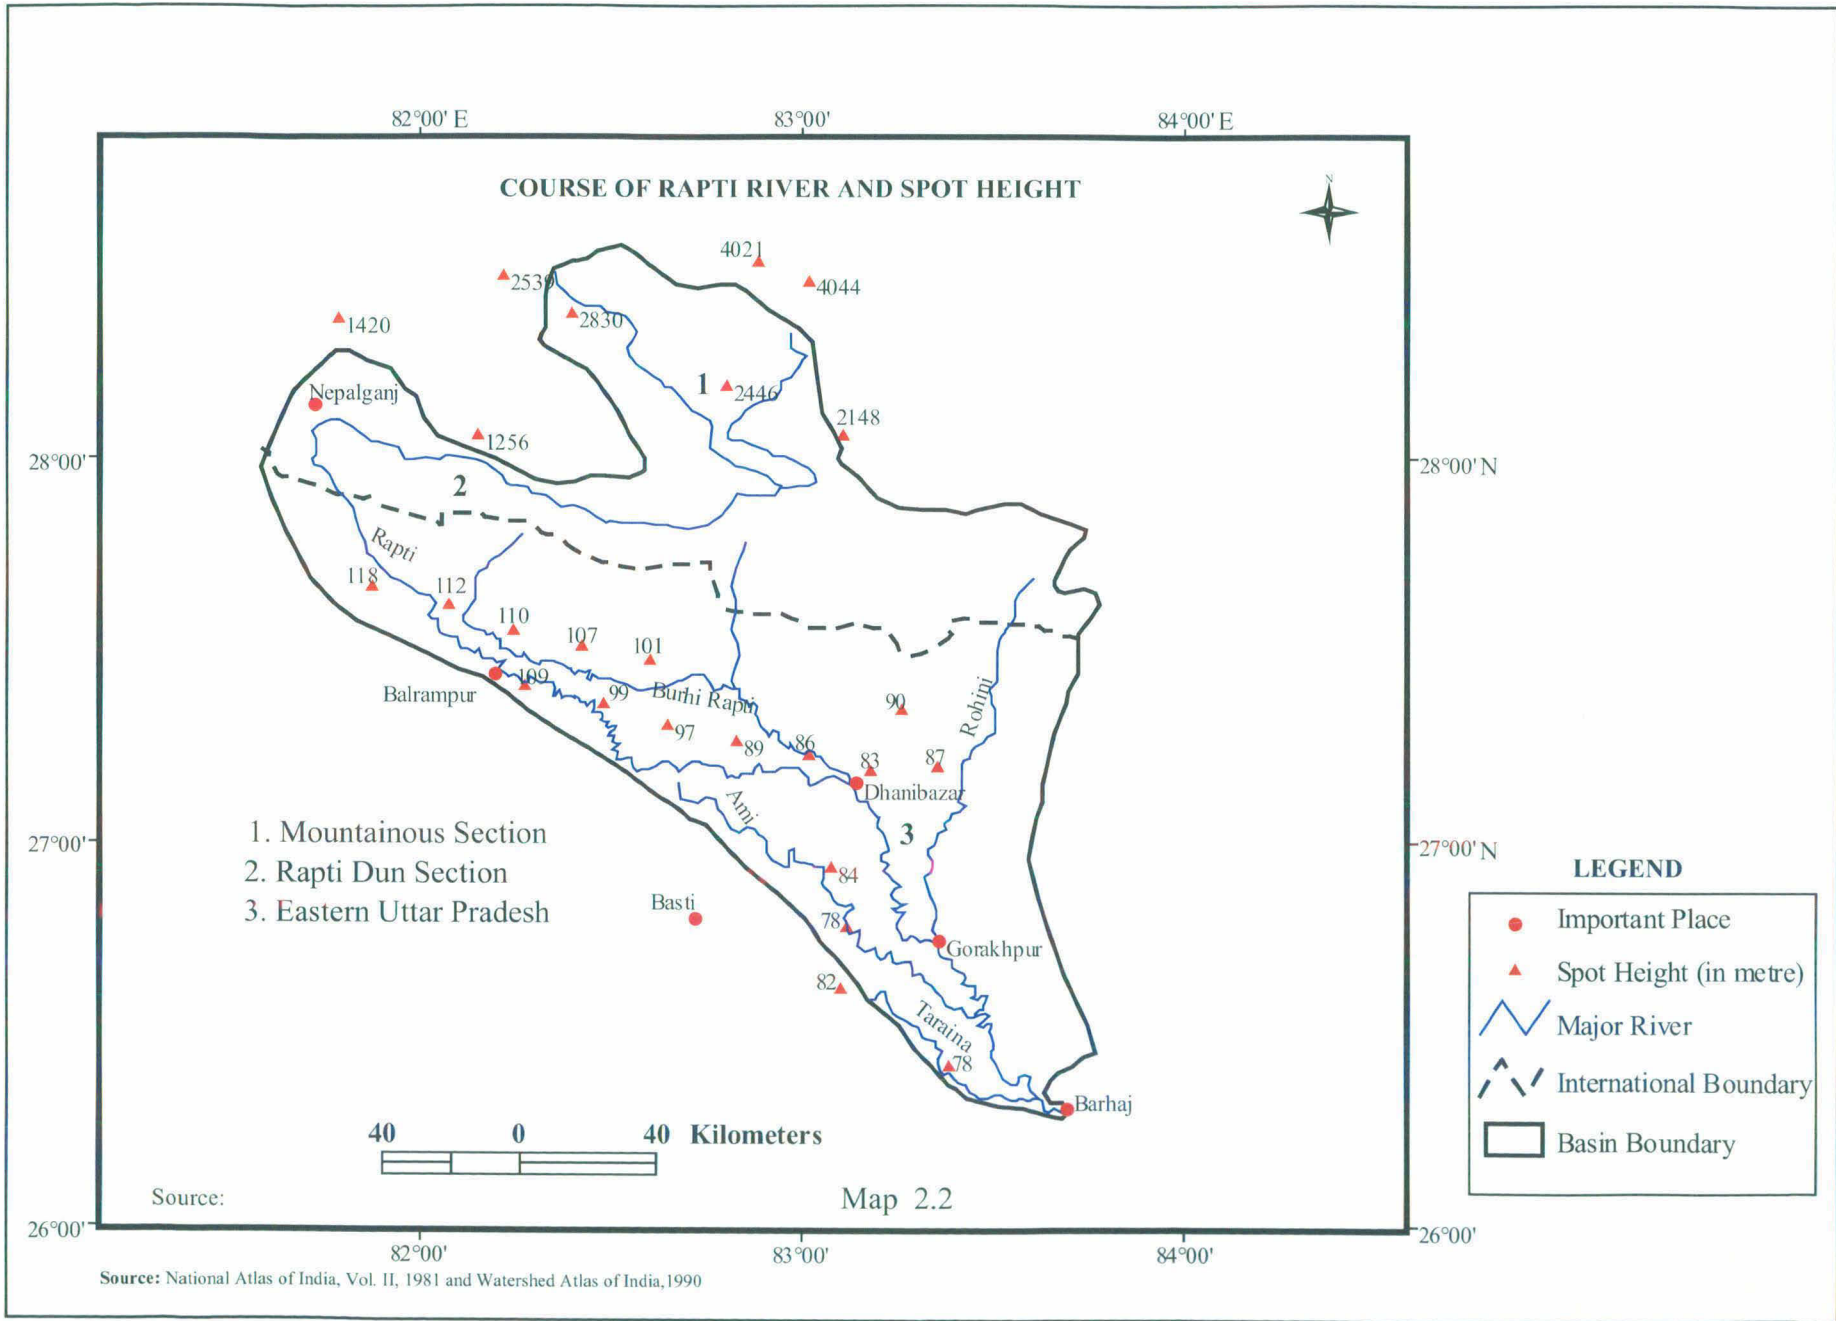 82°00' E
83°00'
84°00' E
COURSE OF RAPTI RIVER AND SPOT HEIGHT
N
4021
2539
4044
1420
2830
Nepalganj
1
2446
2148
1256
28°00'
28°00' N
2
Rapti
118
112
110
107
101
109
Balrampur
99
Burhi Rapti
97
89
86
90
Rohini
83
87
Dhanibazar
Ami
3
27°00'
27°00' N
1. Mountainous Section
2. Rapti Dun Section
3. Eastern Uttar Pradesh
84
Basti
78
Gorakhpur
82
Taraina
78
Barhaj
LEGEND
Important Place
Spot Height (in metre)
Major River
International Boundary
Basin Boundary
40 0 40 Kilometers
Source:
Map 2.2
26°00'
26°00'
82°00'
83°00'
84°00'
Source: National Atlas of India, Vol. II, 1981 and Watershed Atlas of India,1990